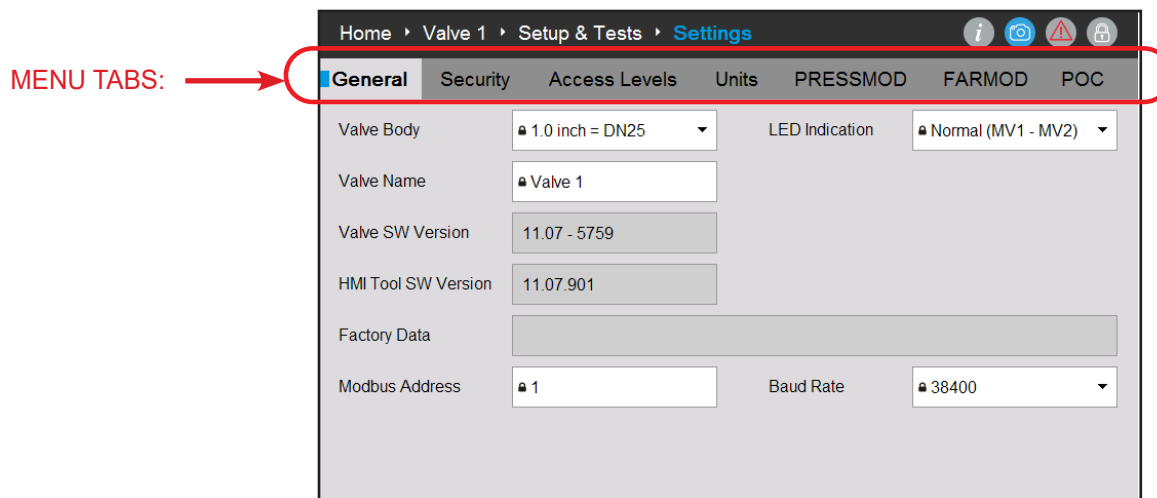 Home ‣ Valve 1 ‣ Setup & Tests ‣ Settings
MENU TABS:
General Security Access Levels Units PRESSMOD FARMOD POC
Valve Body 1.0 inch = DN25 LED Indication Normal (MV1 - MV2)
Valve Name Valve 1
Valve SW Version 11.07 - 5759
HMI Tool SW Version 11.07.901
Factory Data
Modbus Address 1 Baud Rate 38400